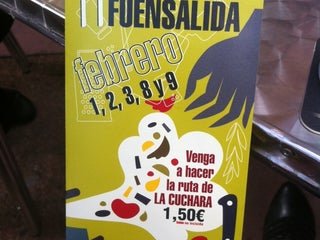 FUENSALIDA
febrero
1, 2, 3, 8 y 9
Venga
a hacer
la ruta de
LA CUCHARA
1,50€